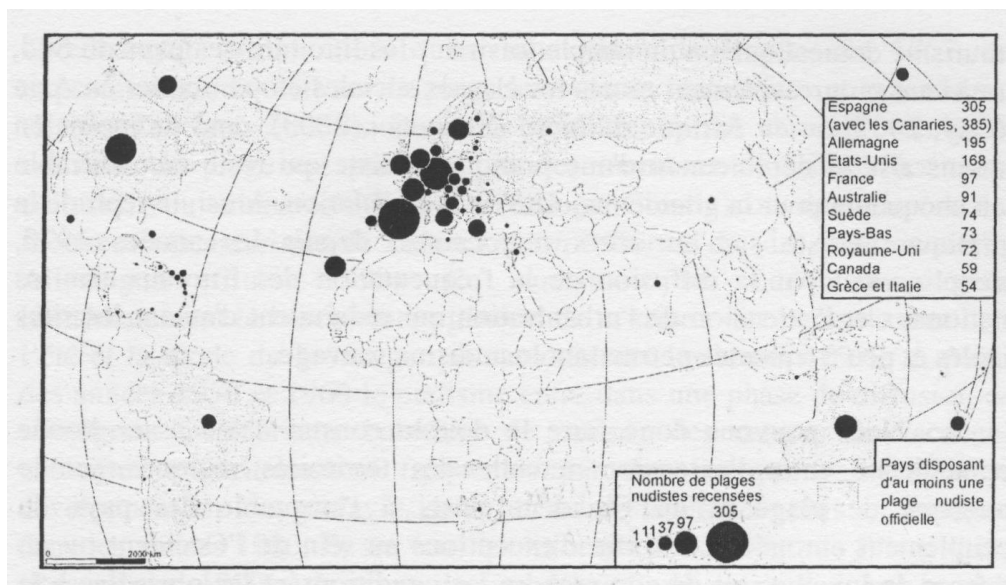 Espagne 305
(avec les Canaries, 385)
Allemagne 195
Etats-Unis 168
France 97
Australie 91
Suède 74
Pays-Bas 73
Royaume-Uni 72
Canada 59
Grèce et Italie 54
Pays disposant
d'au moins une
plage nudiste
officielle
Nombre de plages
nudistes recensées
1 11 37 97 305
0 2000 km